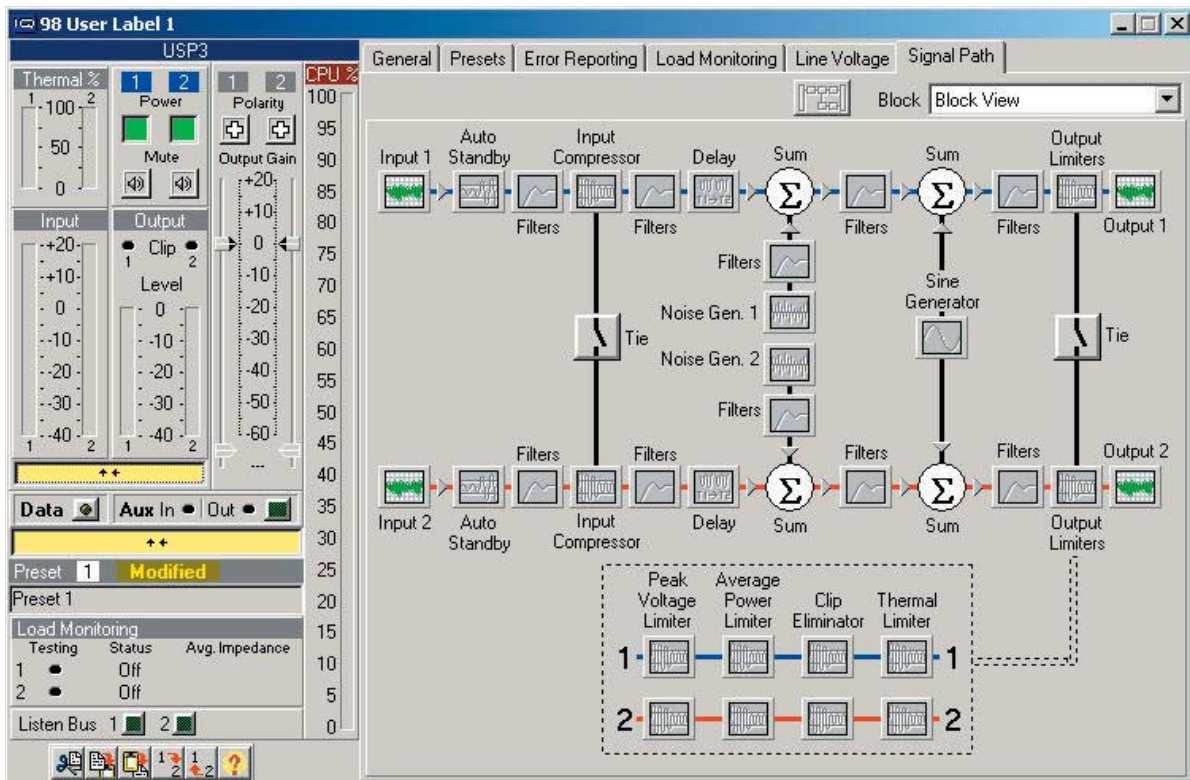 98 User Label 1
USP3
Thermal %
1 2
100
50
0
1 2
Power
Mute
1 2
Polarity
Output Gain
+20
+10
0
-10
-20
-30
-40
-50
-60
---
CPU %
100
95
90
85
80
75
70
65
60
55
50
45
40
35
30
25
20
15
10
5
0
Input
+20
+10
0
-10
-20
-30
-40
1 2
Output
Clip
1 2
Level
0
-10
-20
-30
-40
1 2
Data Aux In Out
Preset 1 Modified
Preset 1
Load Monitoring
Testing Status Avg. Impedance
1 Off
2 Off
Listen Bus 1 2
1 2
1 2
?
General Presets Error Reporting Load Monitoring Line Voltage Signal Path
Block Block View
Input 1
Auto Standby
Filters
Input Compressor
Filters
Delay
T1→T2
Sum
Σ
Filters
Sum
Σ
Filters
Output Limiters
Output 1
Filters
Noise Gen. 1
Noise Gen. 2
Filters
Tie
Sine Generator
Tie
Input 2
Auto Standby
Filters
Input Compressor
Filters
Delay
T1→T2
Sum
Σ
Filters
Sum
Σ
Filters
Output Limiters
Output 2
Peak Voltage Limiter
Average Power Limiter
Clip Eliminator
Thermal Limiter
1 1
2 2